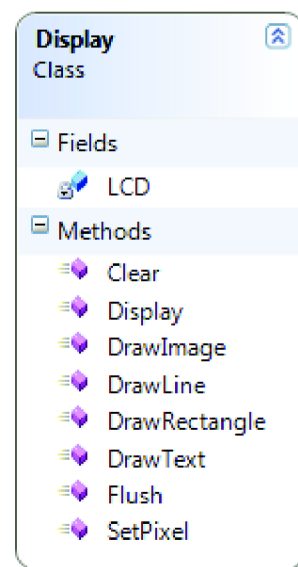 Display
Class
Fields
LCD
Methods
Clear
Display
DrawImage
DrawLine
DrawRectangle
DrawText
Flush
SetPixel